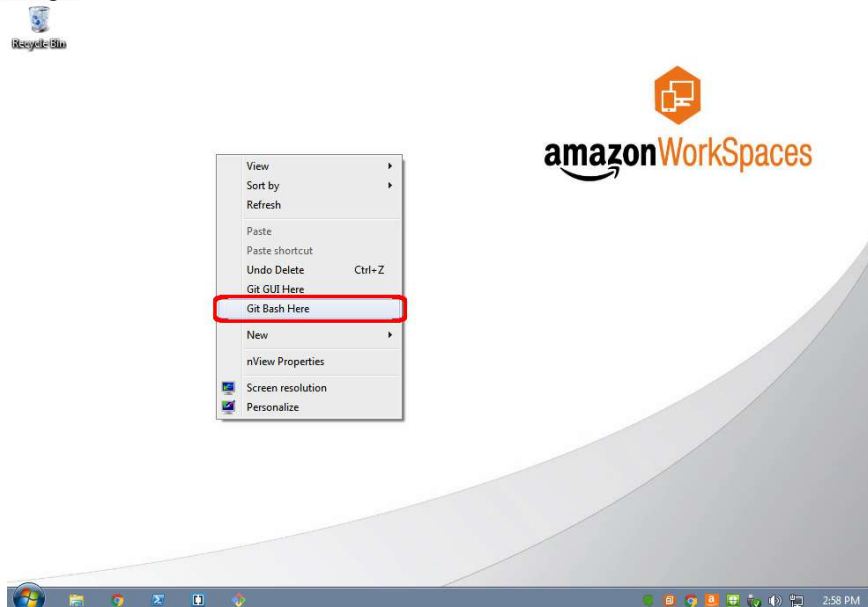 Recycle Bin
amazonWorkSpaces
View
Sort by
Refresh
Paste
Paste shortcut
Undo Delete Ctrl+Z
Git GUI Here
Git Bash Here
New
nView Properties
Screen resolution
Personalize
2:58 PM